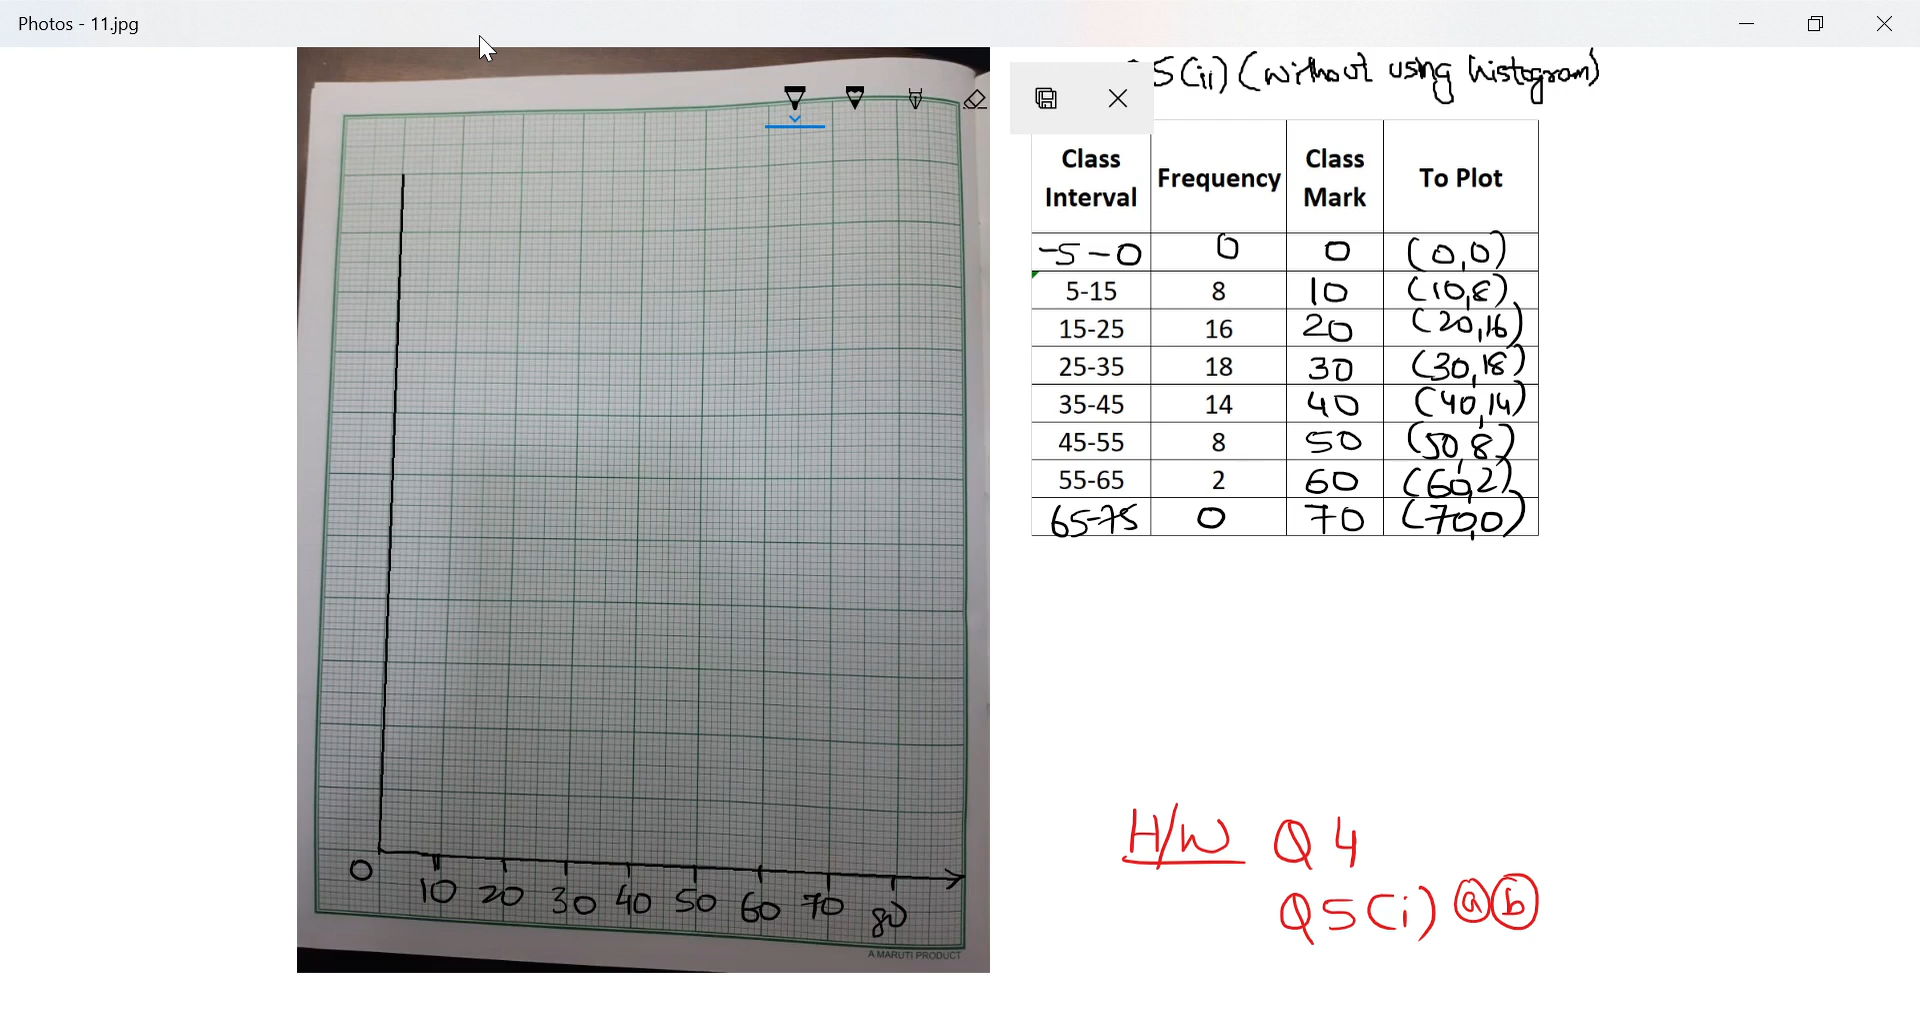 Photos - 11.jpg
5(ii) (without using histogram)
Class Interval Frequency Class Mark To Plot
-5-0 0 0 (0,0)
5-15 8 10 (10,8)
15-25 16 20 (20,16)
25-35 18 30 (30,18)
35-45 14 40 (40,14)
45-55 8 50 (50,8)
55-65 2 60 (60,2)
65-75 0 70 (70,0)
0 10 20 30 40 50 60 70 80
A MARUTI PRODUCT
H/W Q 4
Q5(i) a b